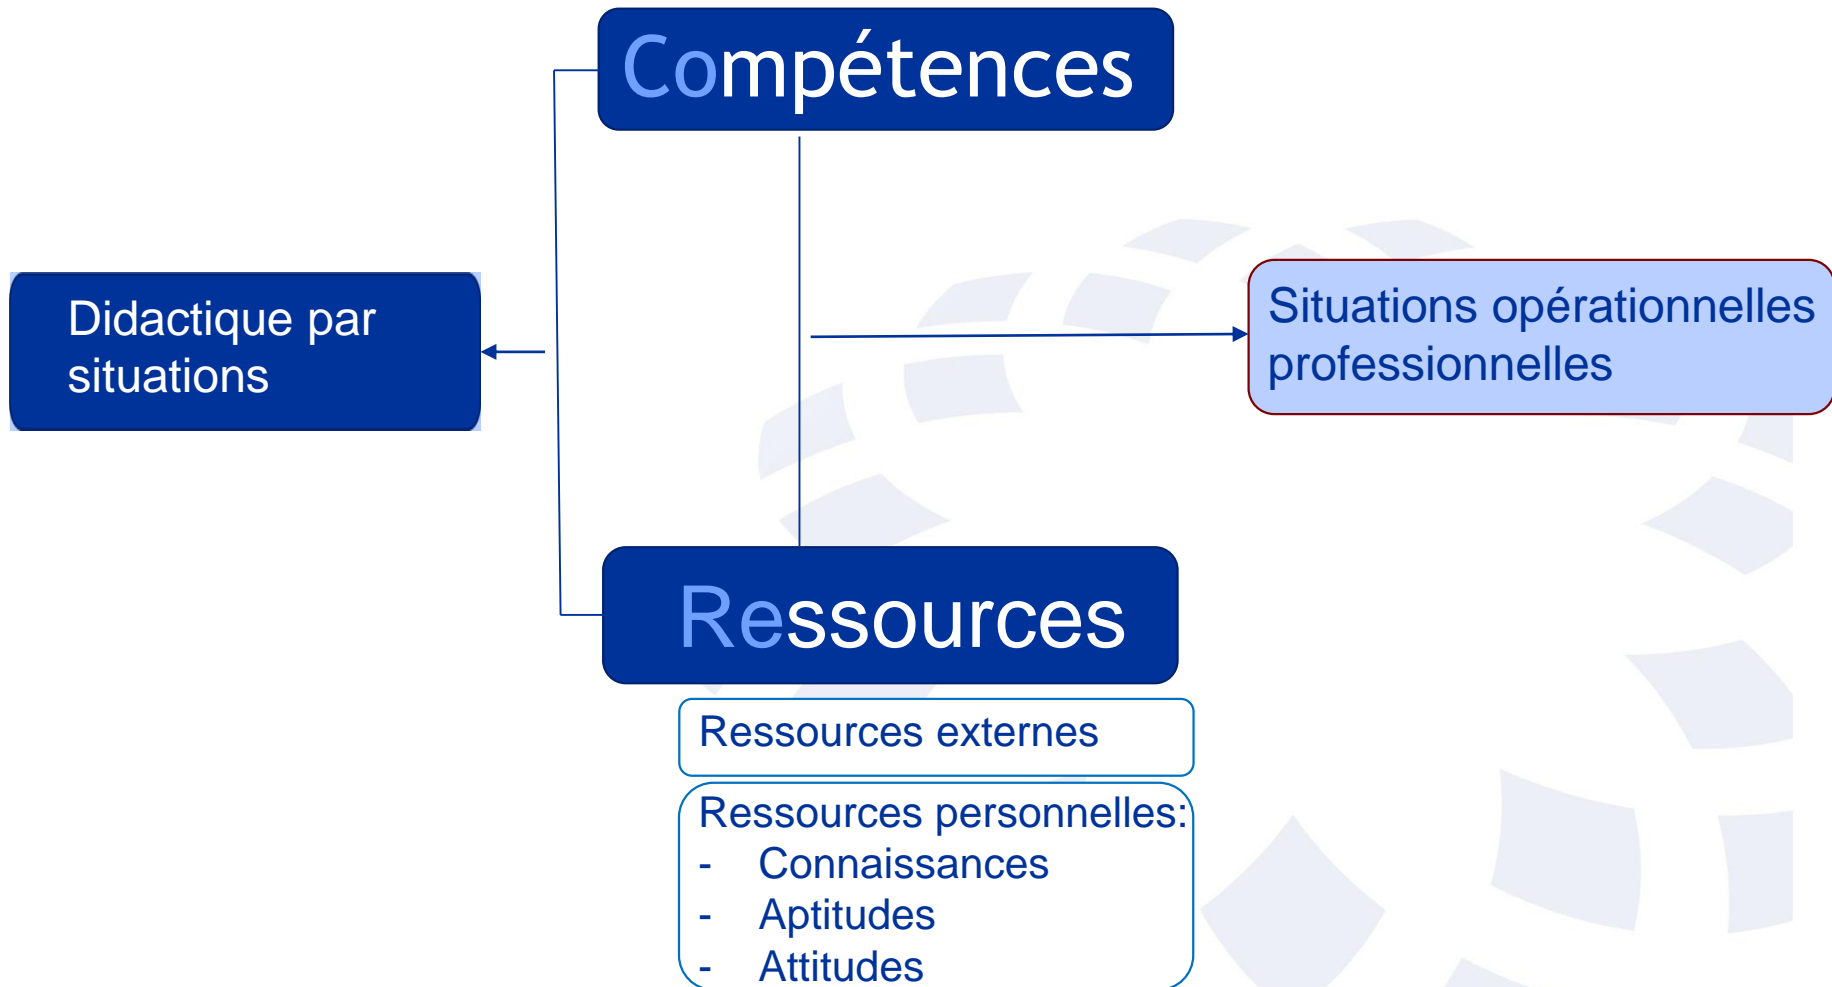 Compétences
Didactique par
situations
Situations opérationnelles
professionnelles
Ressources
Ressources externes
Ressources personnelles:
- Connaissances
- Aptitudes
- Attitudes